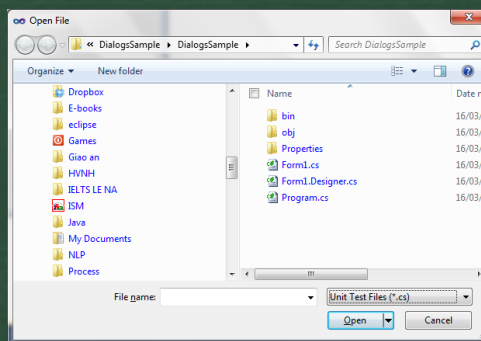 Open File
« DialogsSample ▸ DialogsSample ▸
Search DialogsSample
Organize
New folder
Dropbox
E-books
eclipse
Games
Giao an
HVNH
IELTS LE NA
ISM
Java
My Documents
NLP
Process
Name
Date
bin
16/03/
obj
16/03/
Properties
16/03/
Form1.cs
16/03/
Form1.Designer.cs
16/03/
Program.cs
16/03/
File name:
Unit Test Files (*.cs)
Open
Cancel